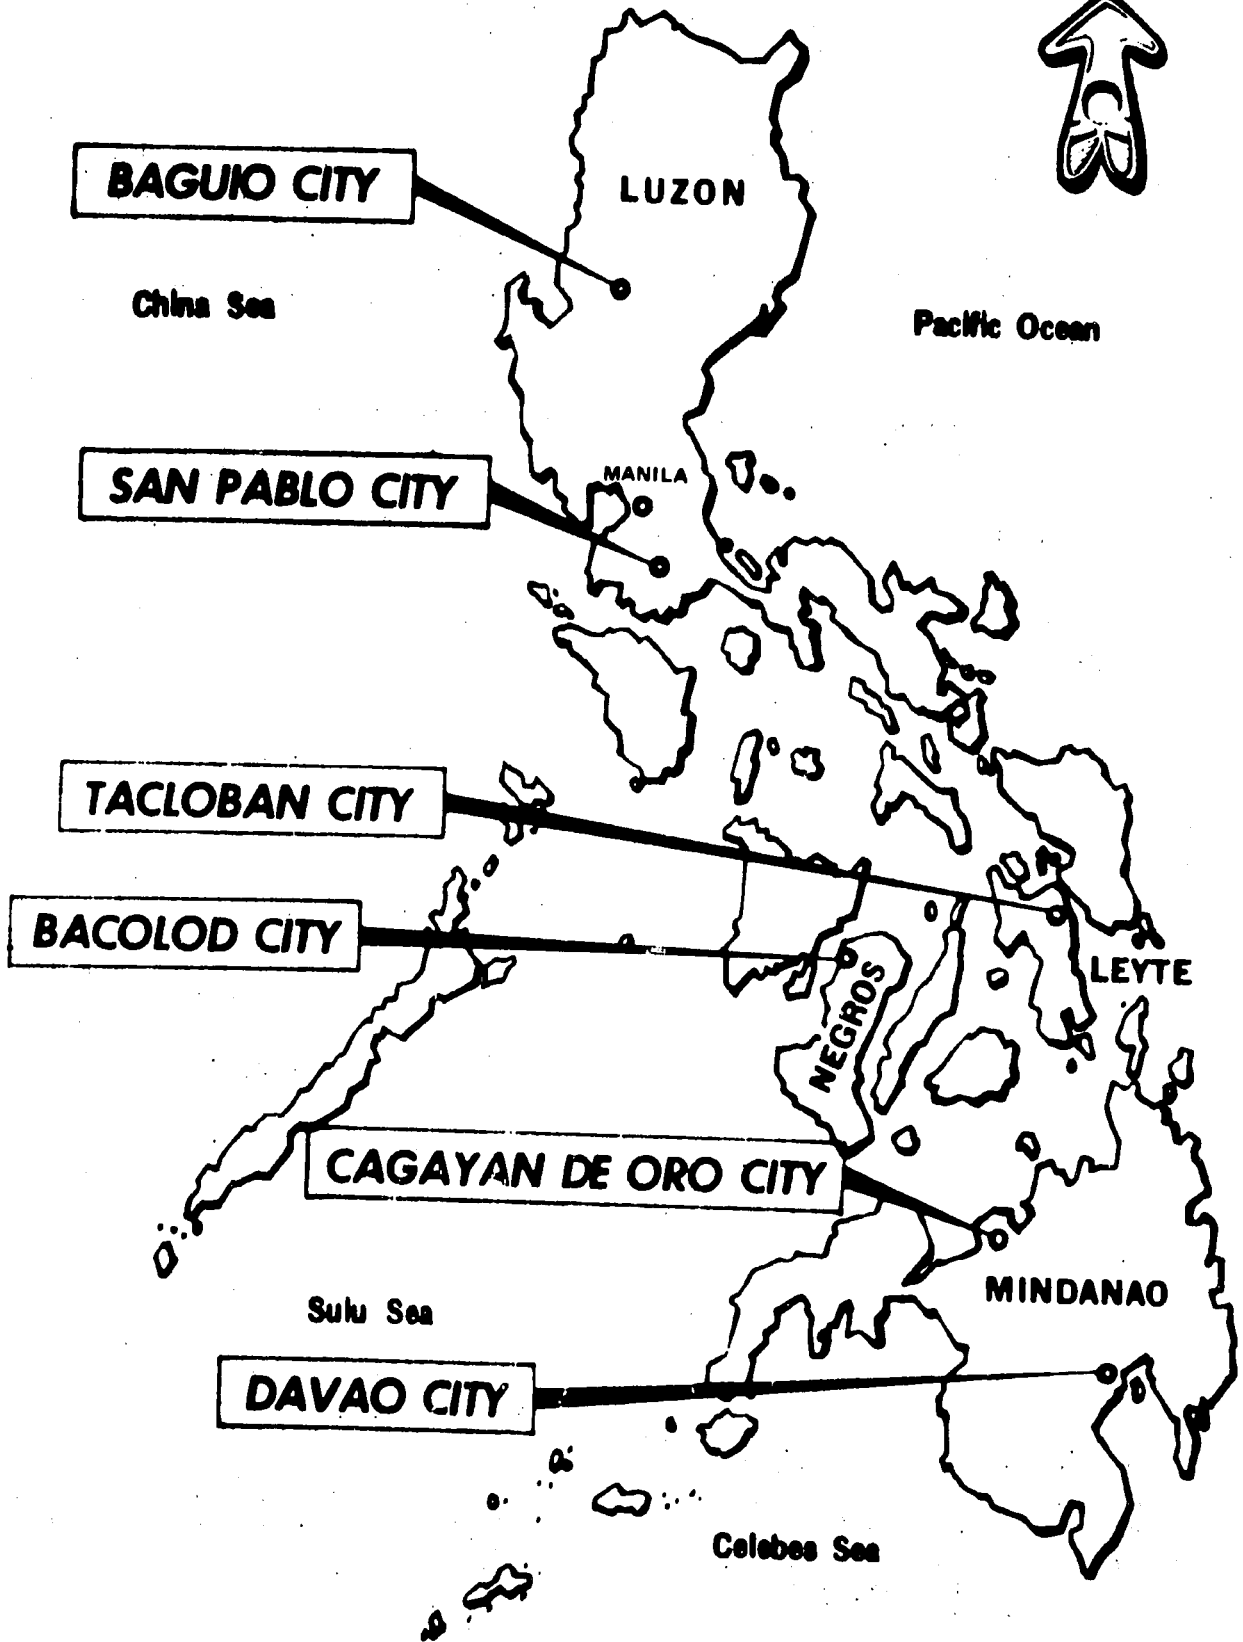 BAGUIO CITY
LUZON
China Sea
Pacific Ocean
SAN PABLO CITY
MANILA
TACLOBAN CITY
BACOLOD CITY
LEYTE
NEGROS
CAGAYAN DE ORO CITY
MINDANAO
Sulu Sea
DAVAO CITY
Celebes Sea